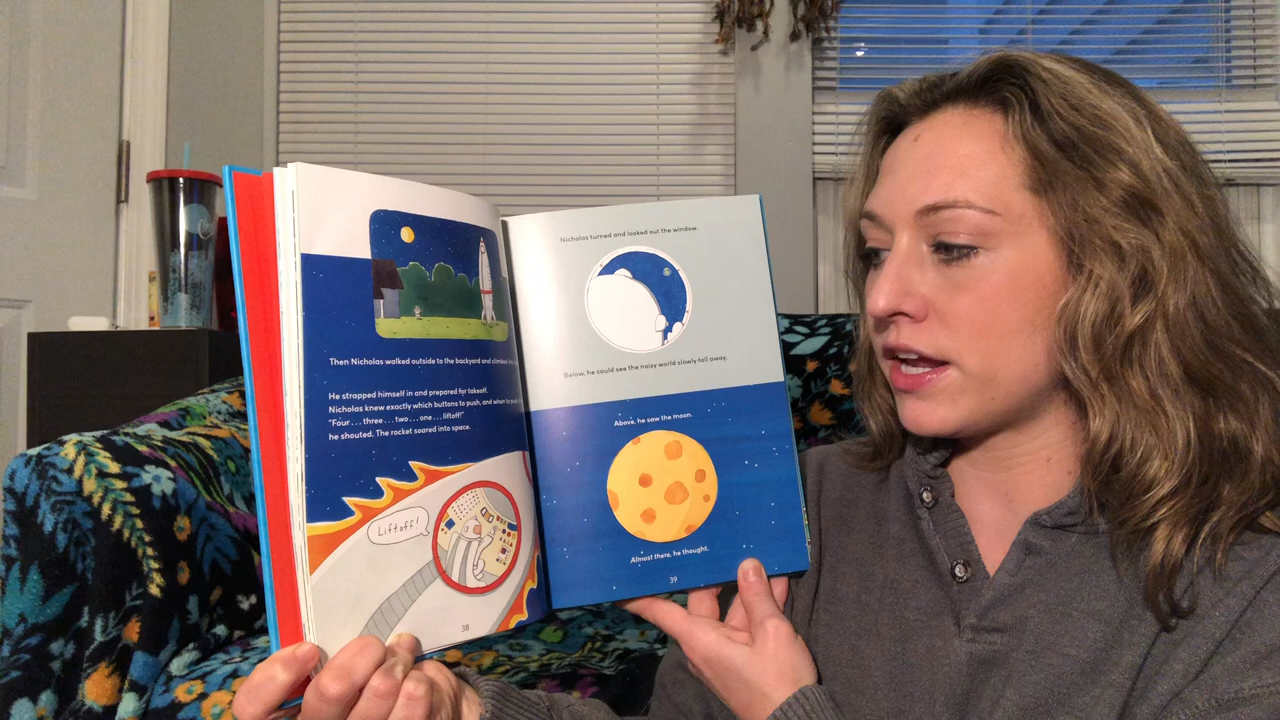 Then Nicholas walked outside to the backyard and climbed
He strapped himself in and prepared for takeoff.
Nicholas knew exactly which buttons to push, and when to
"Four . . . three . . . two . . . one . . . liftoff!"
he shouted. The rocket soared into space.
Liftoff!
38
Nicholas turned and looked out the window.
Below, he could see the noisy world slowly fall away.
Above, he saw the moon.
Almost there, he thought.
39